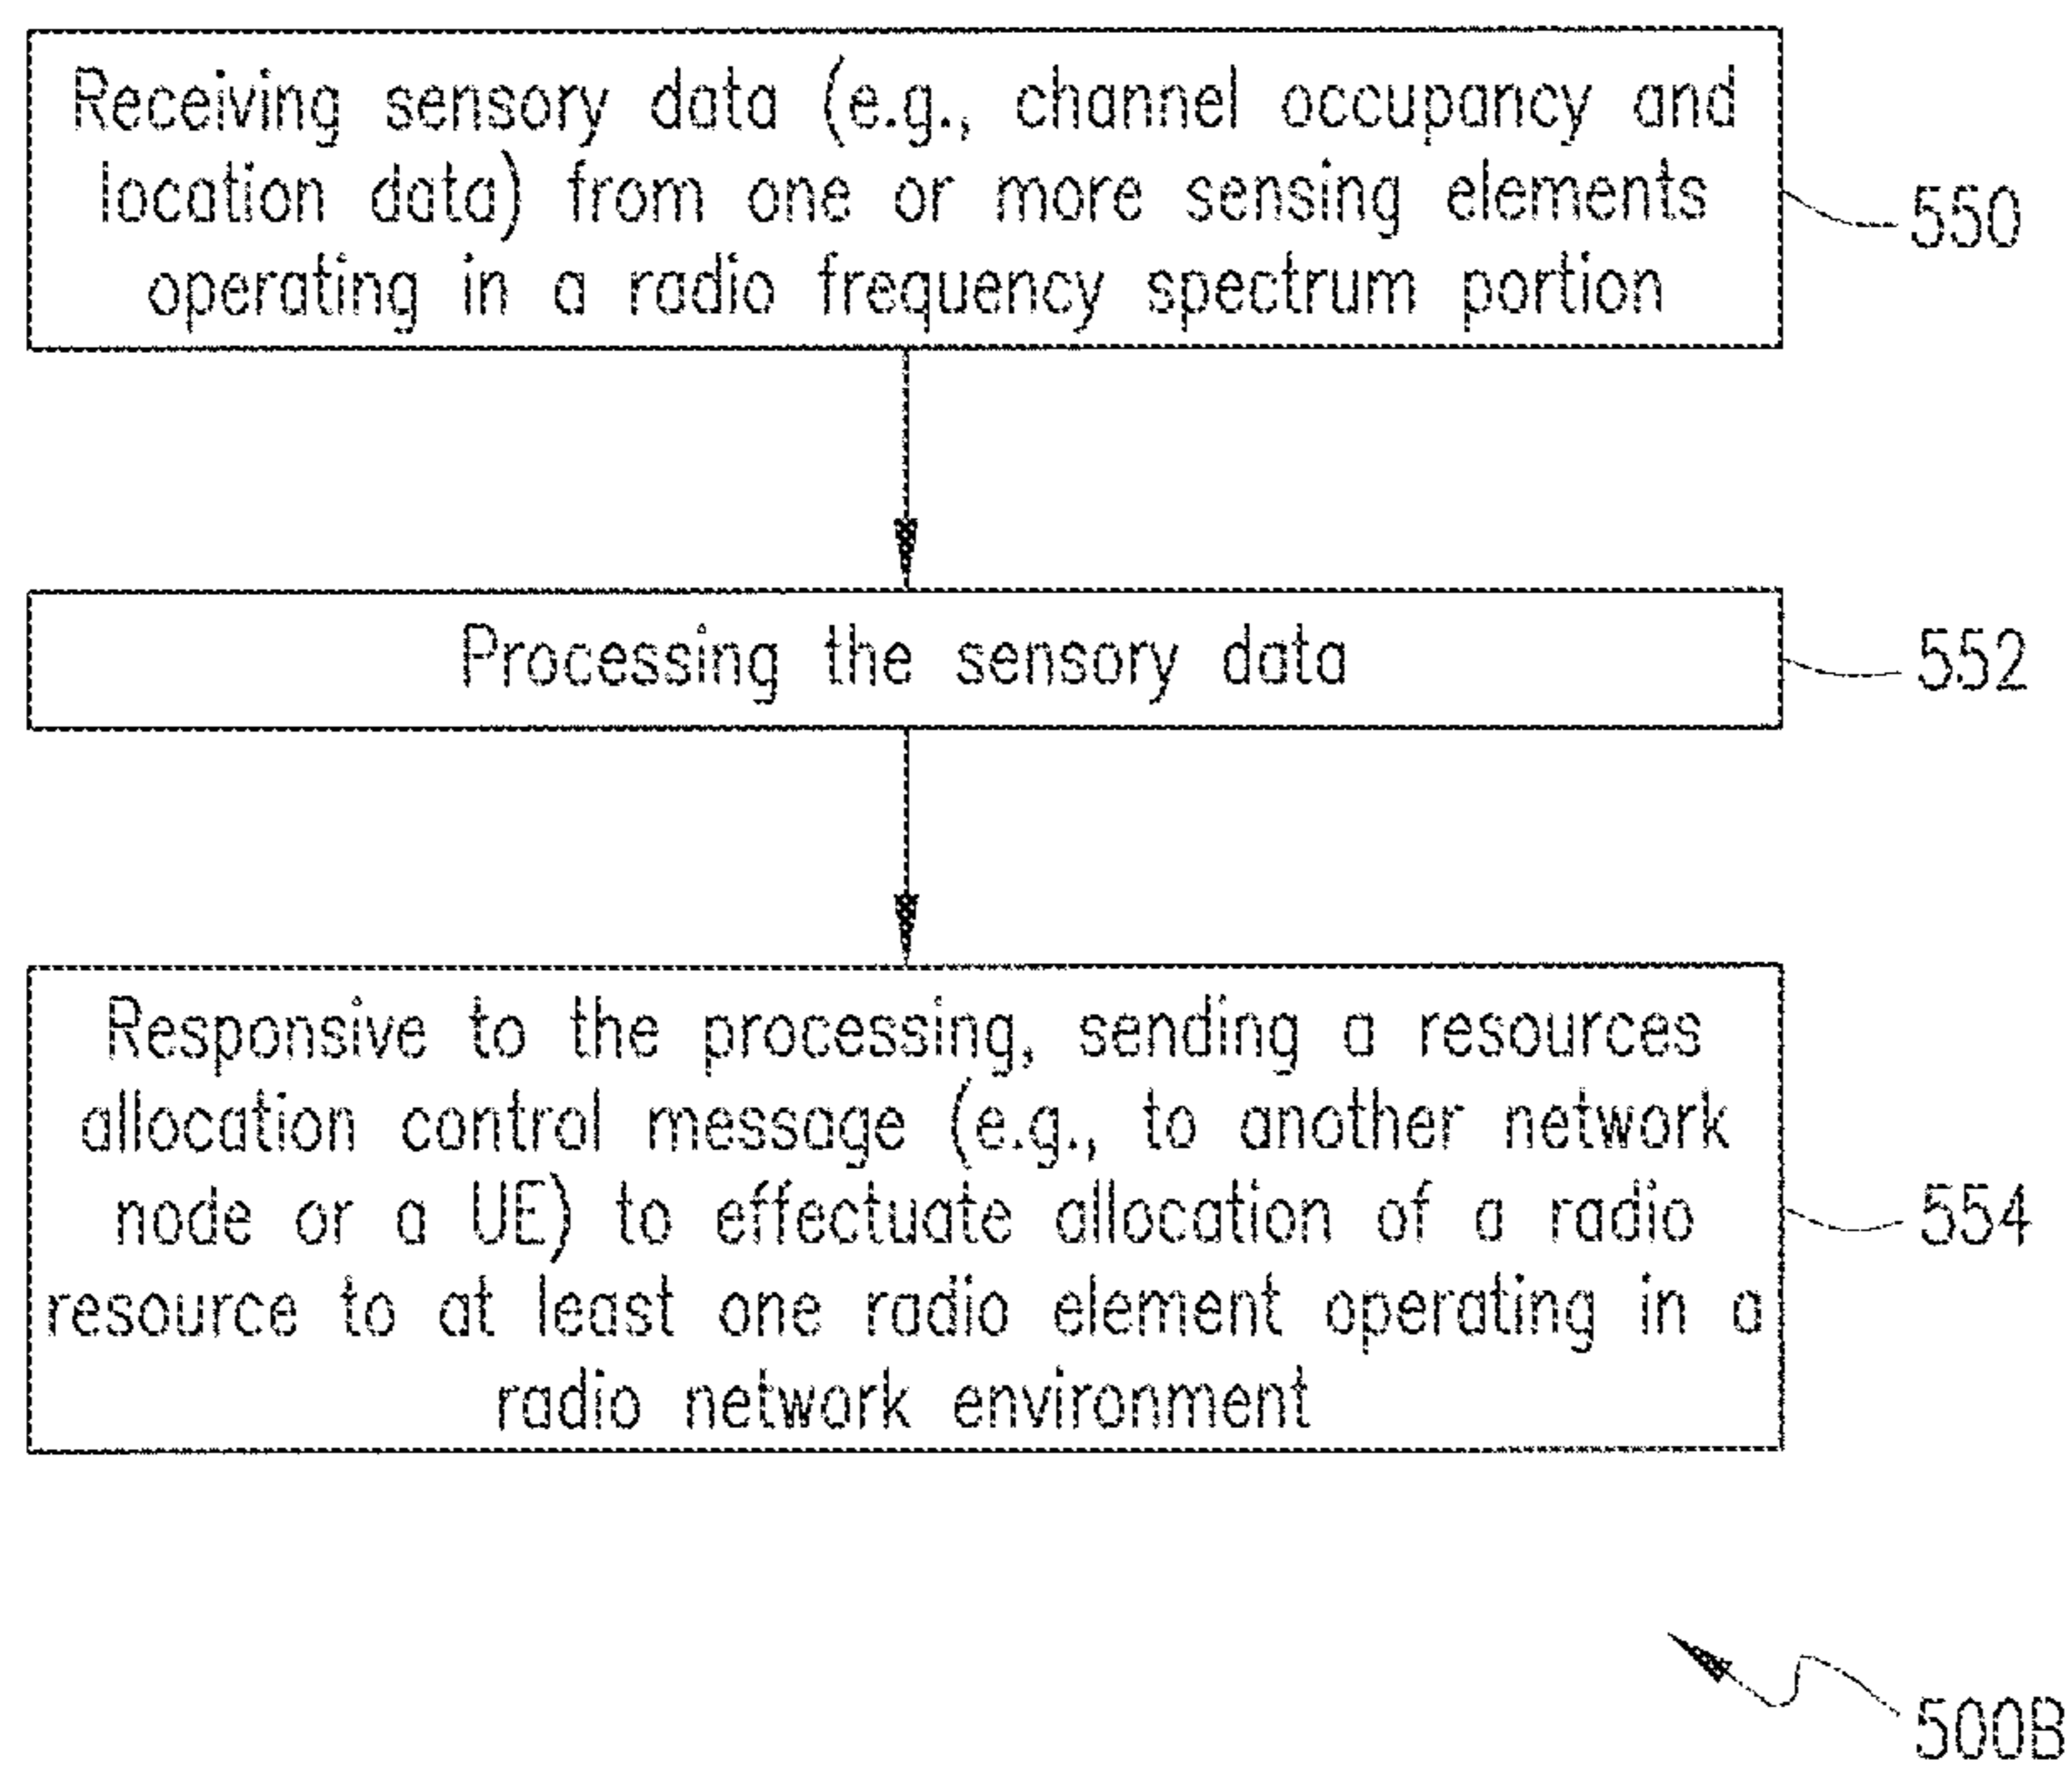 Receiving sensory data (e.g., channel occupancy and
location data) from one or more sensing elements
operating in a radio frequency spectrum portion
550
Processing the sensory data
552
Responsive to the processing, sending a resources
allocation control message (e.g., to another network
node or a UE) to effectuate allocation of a radio
resource to at least one radio element operating in a
radio network environment
554
500B